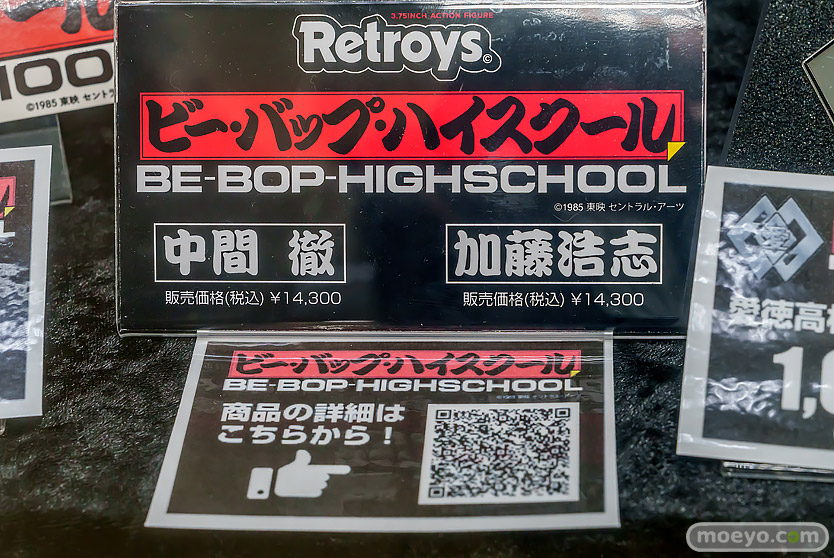 3.75INCH ACTION FIGURE
Retroys.©
ビー・バップ・ハイスクール
BE-BOP-HIGHSCHOOL
©1985 東映 セントラル・アーツ
中間 徹
加藤浩志
販売価格(税込) ¥14,300
販売価格(税込) ¥14,300
ビー・バップ・ハイスクール
BE-BOP-HIGHSCHOOL
商品の詳細は
こちらから!
ール
HOO
©1985 東映 セントラ
愛徳高
1,
moeyo.com